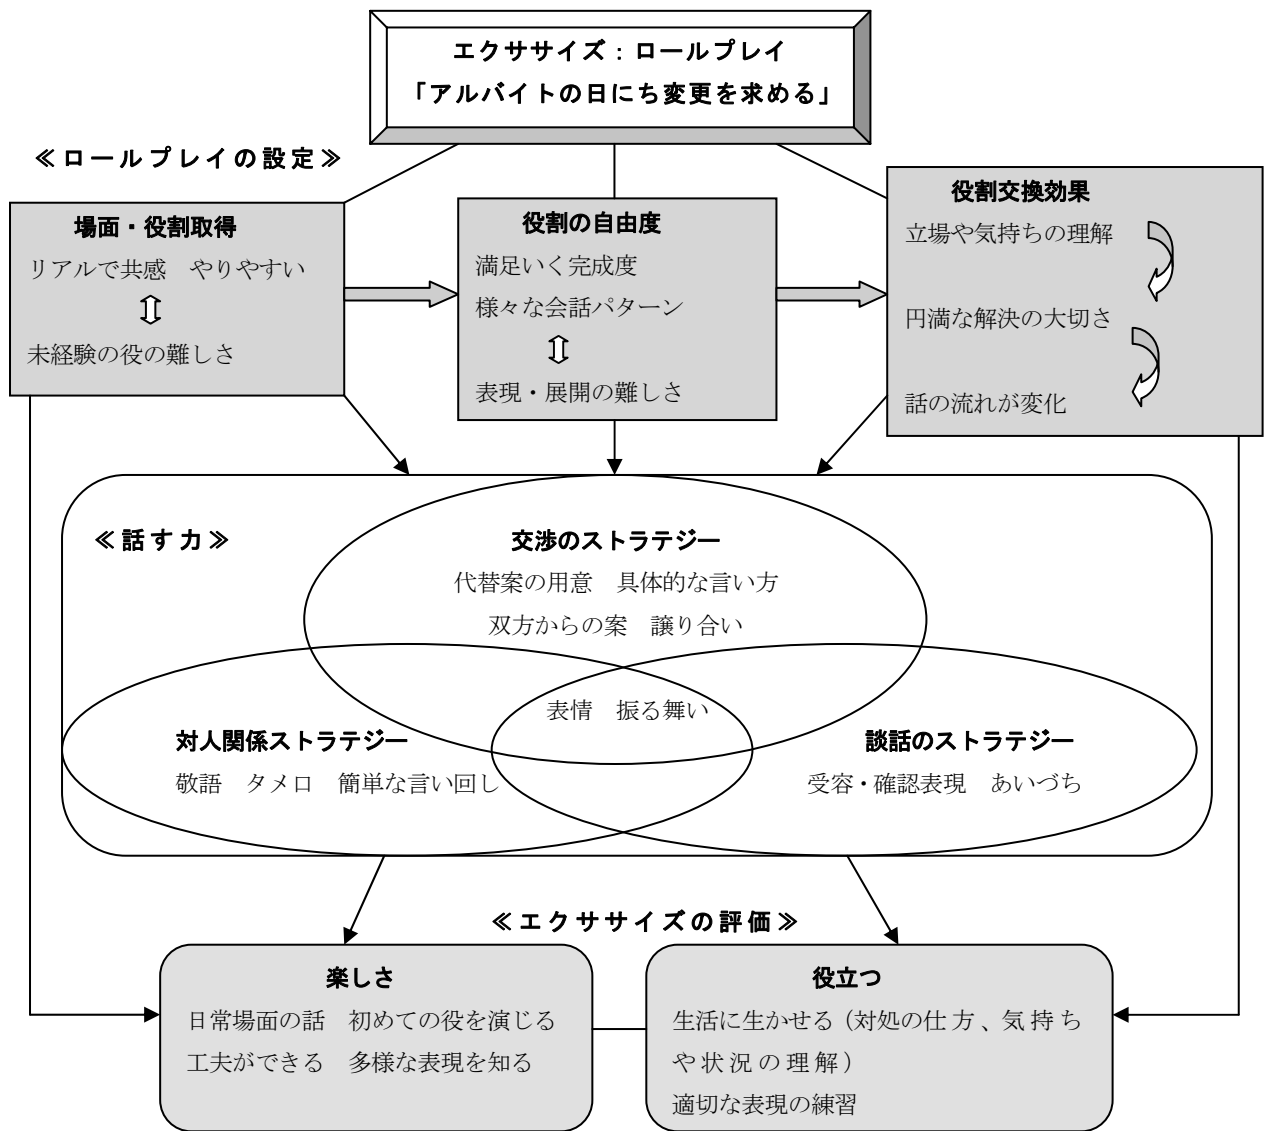 エクササイズ：ロールプレイ
「アルバイトの日にち変更を求める」
≪ロールプレイの設定≫
場面・役割取得
リアルで共感　やりやすい
未経験の役の難しさ
役割の自由度
満足いく完成度
様々な会話パターン
表現・展開の難しさ
役割交換効果
立場や気持ちの理解
円満な解決の大切さ
話の流れが変化
≪話す力≫
交渉のストラテジー
代替案の用意　具体的な言い方
双方からの案　譲り合い
表情　振る舞い
対人関係ストラテジー
敬語　タメ口　簡単な言い回し
談話のストラテジー
受容・確認表現　あいづち
≪エクササイズの評価≫
楽しさ
日常場面の話　初めての役を演じる
工夫ができる　多様な表現を知る
役立つ
生活に生かせる（対処の仕方、気持ち
や状況の理解）
適切な表現の練習